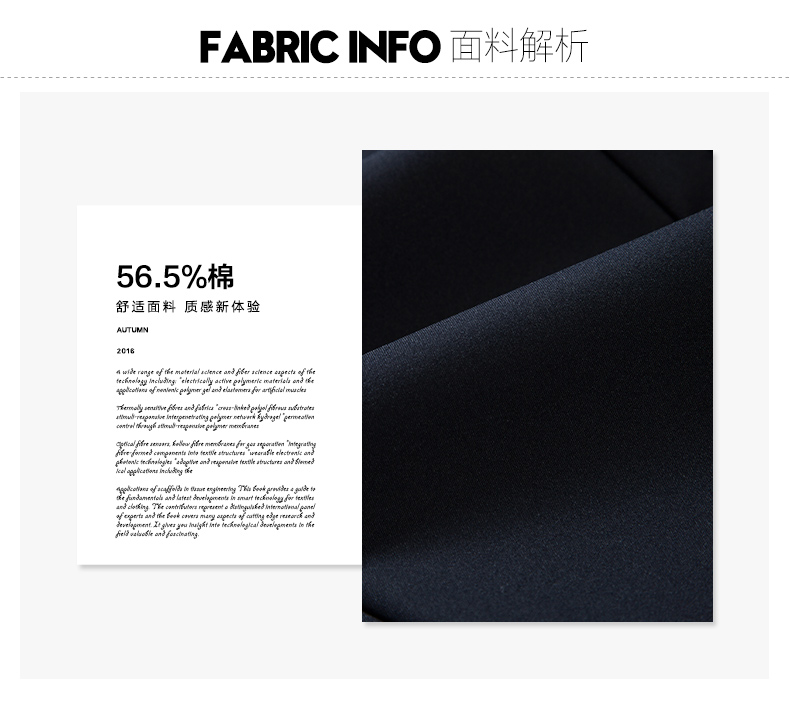 FABRIC INFO 面料解析
56.5%棉
舒适面料 质感新体验
AUTUMN
2016
A wide range of the material science and fiber science aspects of the
technology including: "electrically active polymeric materials and the
applications of nonionic polymer gel and elastomers for artificial muscles
Thermally sensitive fibres and fabrics "cross-linked polyol fibrous substrates
stimuli-responsive interpenetrating polymer network hydrogel "permeation
control through stimuli-responsive polymer membranes
Optical fibre sensors, hollow fibre membranes for gas separation "integrating
fibre-formed components into textile structures "wearable electronic and
photonic technologies "adaptive and responsive textile structures and biomed
ical applications including the
Applications of scaffolds in tissue engineering "This book provides a guide to
the fundamentals and latest developments in smart technology for textiles
and clothing. "The contributors represent a distinguished international panel
of experts and the book covers many aspects of cutting edge research and
development. It gives you insight into technological developments in the
field valuable and fascinating.